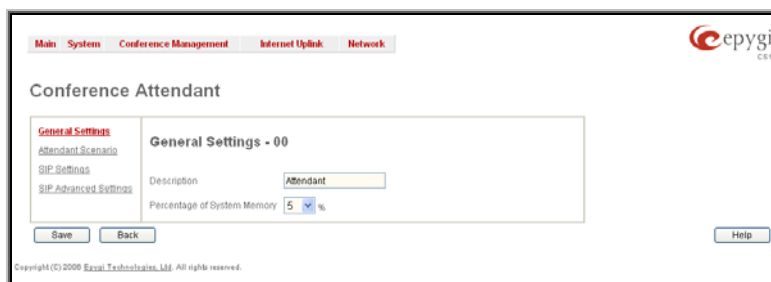 Main System Conference Management Internet Uplink Network
epygi
Conference Attendant
General Settings
Attendant Scenario
SIP Settings
SIP Advanced Settings
General Settings - 00
Description Attendant
Percentage of System Memory 5 %
Save Back Help
Copyright (C) 2006 Epygi Technologies, Ltd. All rights reserved.